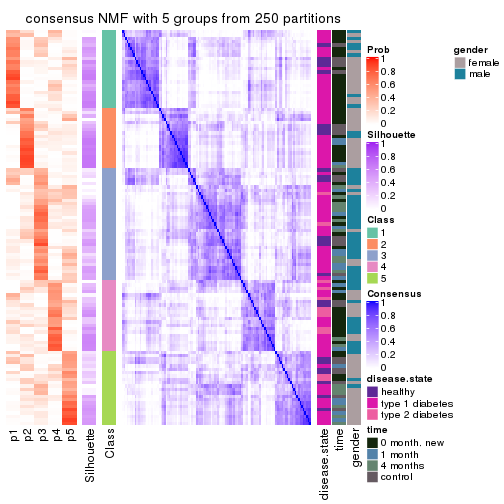 consensus NMF with 5 groups from 250 partitions
Prob
1
0.8
0.6
0.4
0.2
0
gender
female
male
Silhouette
1
0.8
0.6
0.4
0.2
0
Class
1
2
3
4
5
Consensus
1
0.8
0.6
0.4
0.2
0
disease.state
healthy
type 1 diabetes
type 2 diabetes
time
0 month. new
1 month
4 months
control
p1
p2
p3
p4
p5
Silhouette
Class
disease.state
time
gender